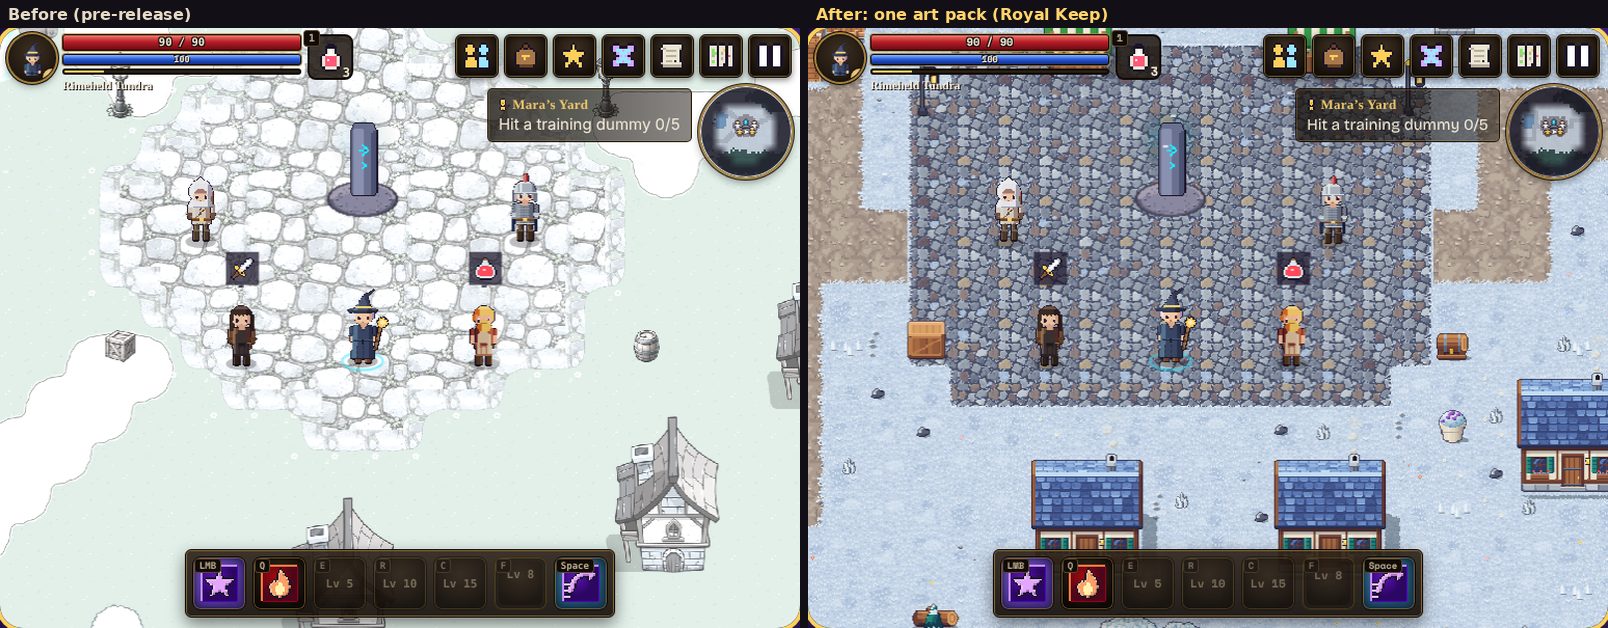 Before (pre-release)
90 / 90
1
100
3
Rimeheld Tundra
! Mara's Yard
Hit a training dummy 0/5
LMB
Q
E
Lv 5
R
Lv 10
C
Lv 15
F
Lv 8
Space
After: one art pack (Royal Keep)
90 / 90
1
100
3
Rimeheld Tundra
! Mara's Yard
Hit a training dummy 0/5
LMB
Q
E
Lv 5
R
Lv 10
C
Lv 15
F
Lv 8
Space